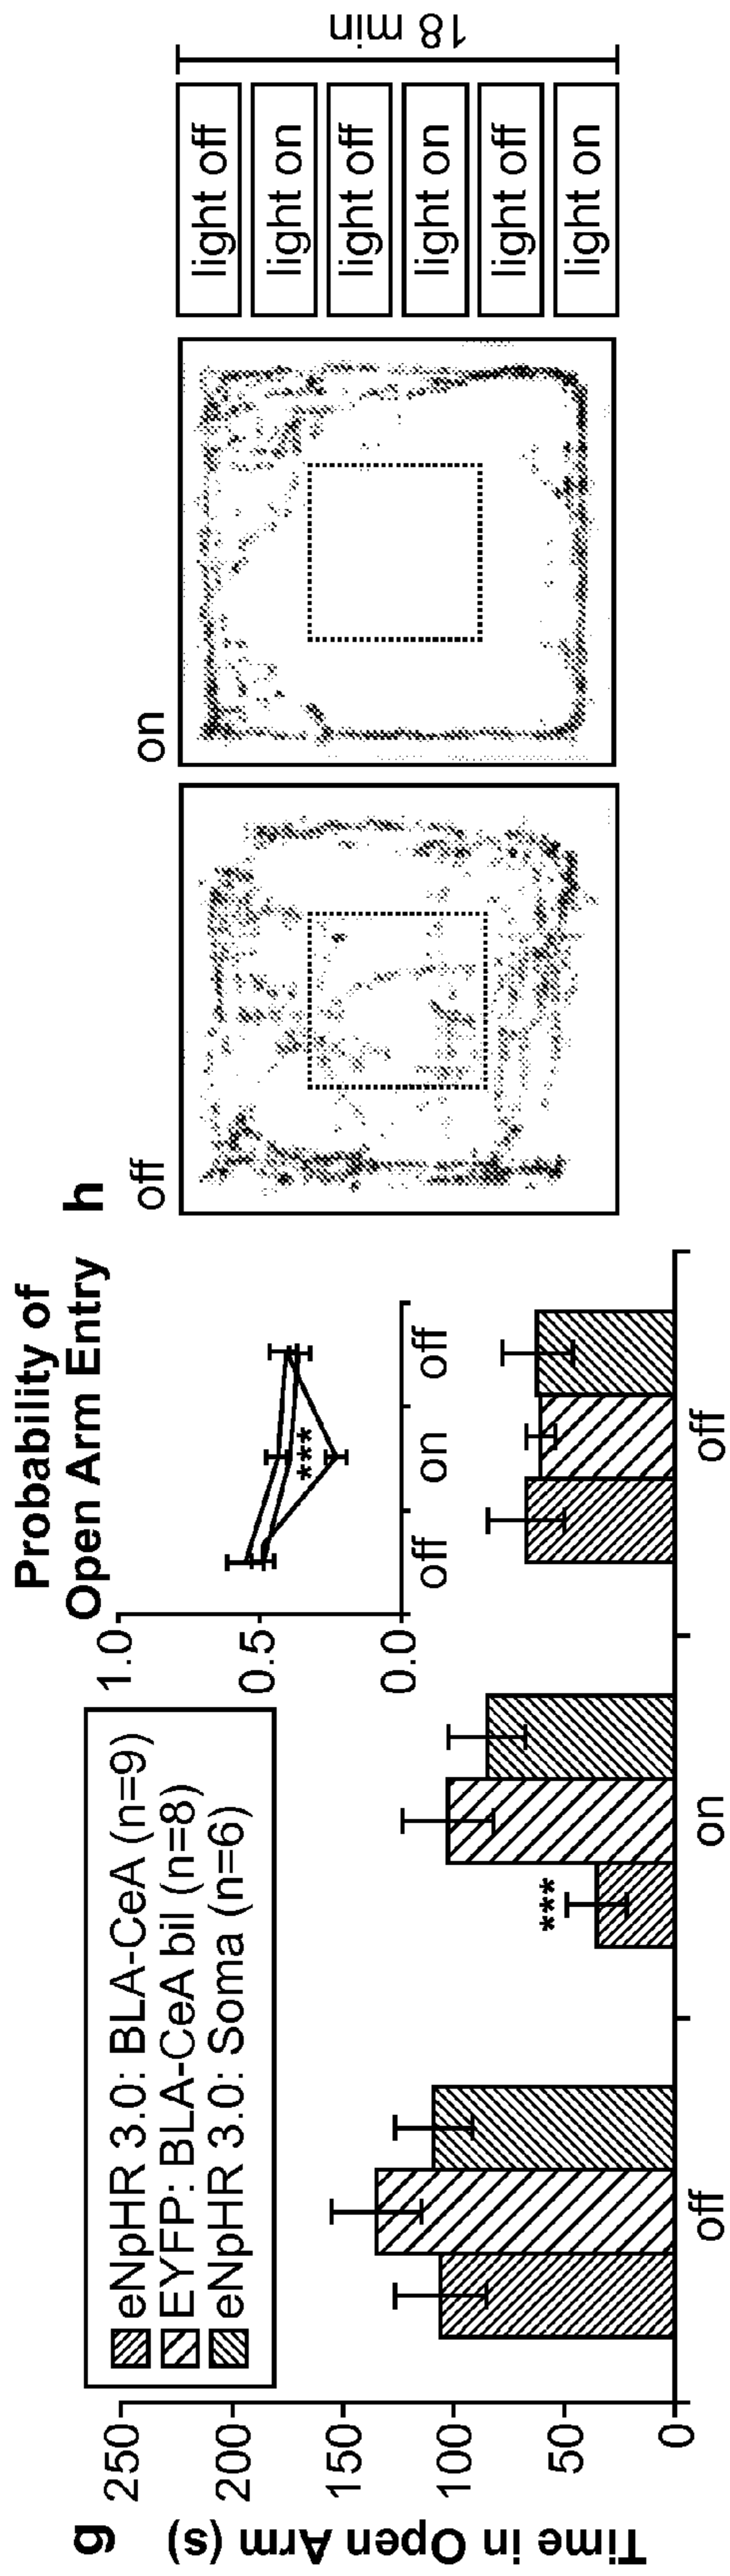 g
Time in Open Arm (s)
250
200
150
100
50
0
eNpHR 3.0: BLA-CeA (n=9)
EYFP: BLA-CeA bil (n=8)
eNpHR 3.0: Soma (n=6)
***
off
on
off
Probability of
Open Arm Entry
1.0
0.5
0.0
***
off
on
off
h
off
on
light off
light on
light off
light on
light off
light on
18 min